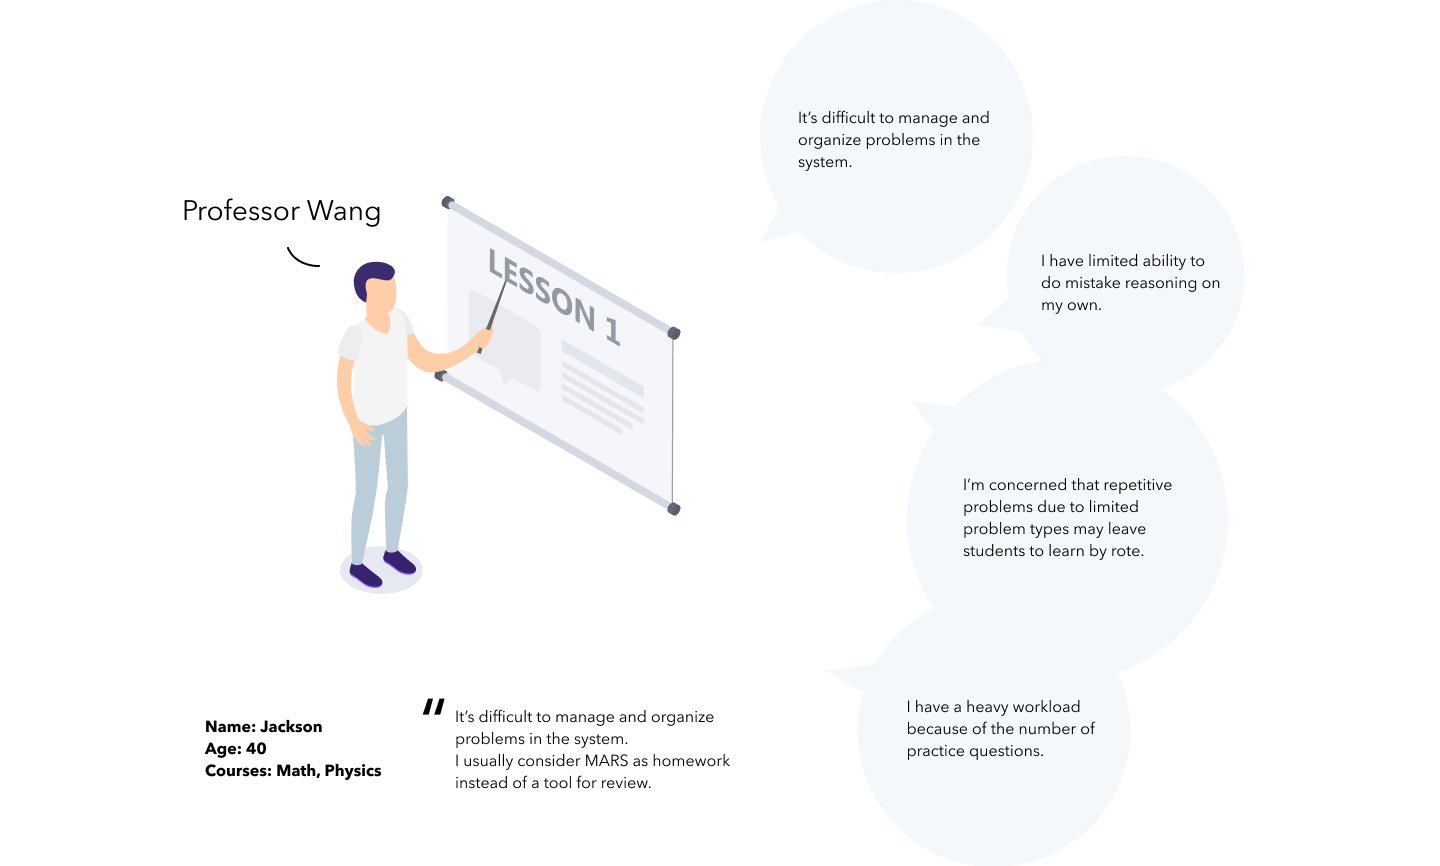 Professor Wang
LESSON 1
It’s difficult to manage and
organize problems in the
system.
I have limited ability to
do mistake reasoning on
my own.
I’m concerned that repetitive
problems due to limited
problem types may leave
students to learn by rote.
I have a heavy workload
because of the number of
practice questions.
Name: Jackson
Age: 40
Courses: Math, Physics
"
It’s difficult to manage and organize
problems in the system.
I usually consider MARS as homework
instead of a tool for review.